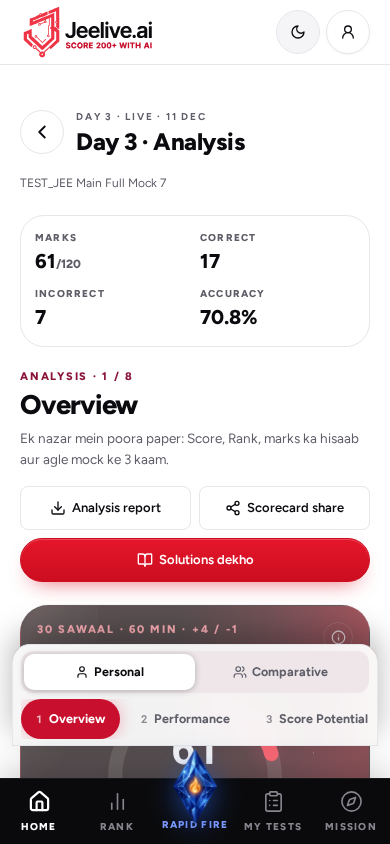 Jeelive.ai
SCORE 200+ WITH AI
DAY 3 · LIVE · 11 DEC
Day 3 · Analysis
TEST_JEE Main Full Mock 7
MARKS
61/120
CORRECT
17
INCORRECT
7
ACCURACY
70.8%
ANALYSIS · 1 / 8
Overview
Ek nazar mein poora paper: Score, Rank, marks ka hisaab
aur agle mock ke 3 kaam.
Analysis report
Scorecard share
Solutions dekho
30 SAWAAL · 60 MIN · +4 / -1
Personal
Comparative
1 Overview
2 Performance
3 Score Potential
61
HOME
RANK
RAPID FIRE
MY TESTS
MISSION